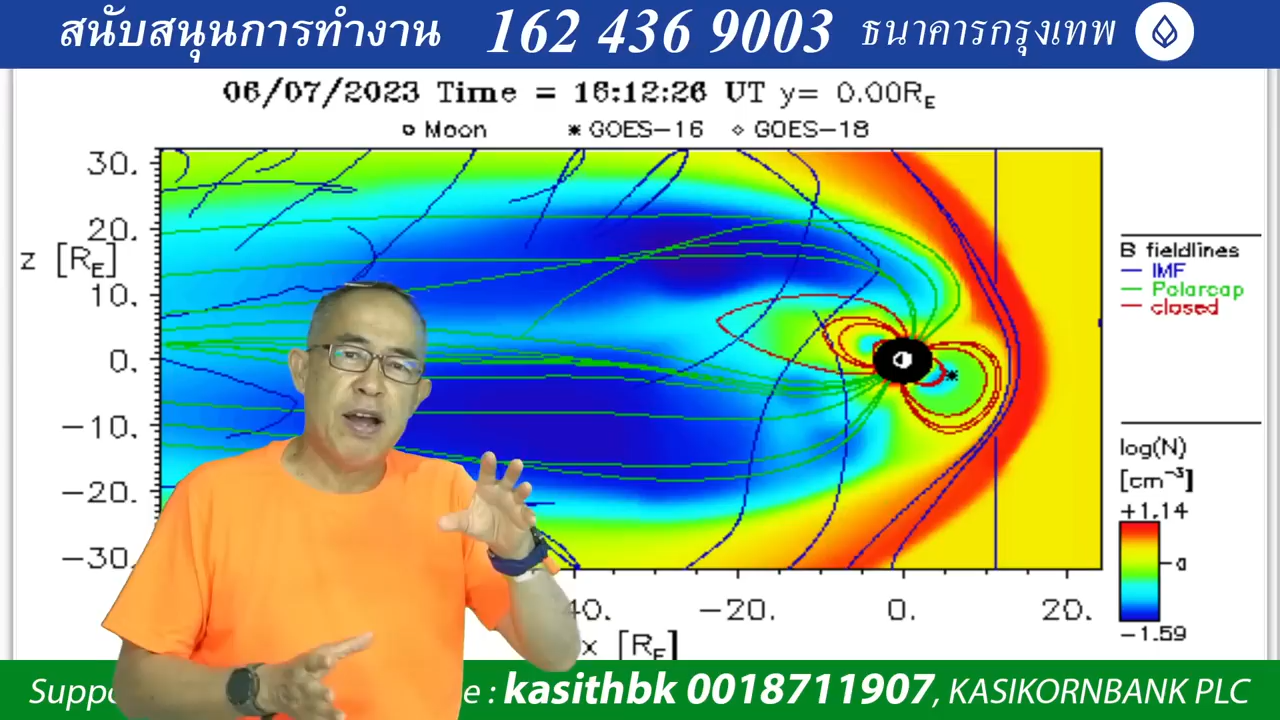 สนับสนุนการทำงาน 162 436 9003 ธนาคารกรุงเทพ
06/07/2023 Time = 16:12:26 UT y= 0.00RE
Moon GOES-16 GOES-18
30.
20.
z [RE]
10.
0.
-10.
-20.
-30.
40. -20. 0. 20.
x [RE]
B fieldlines
IMF
Polarcap
closed
log(N)
[cm-3]
+1.14
-1.59
e : kasithbk 0018711907, KASIKORNBANK PLC